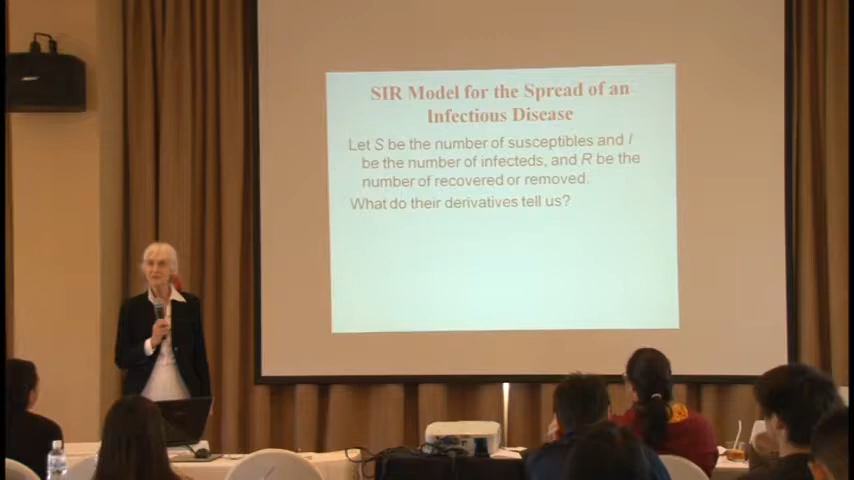 SIR Model for the Spread of an
Infectious Disease
Let S be the number of susceptibles and I
be the number of infecteds, and R be the
number of recovered or removed.
What do their derivatives tell us?